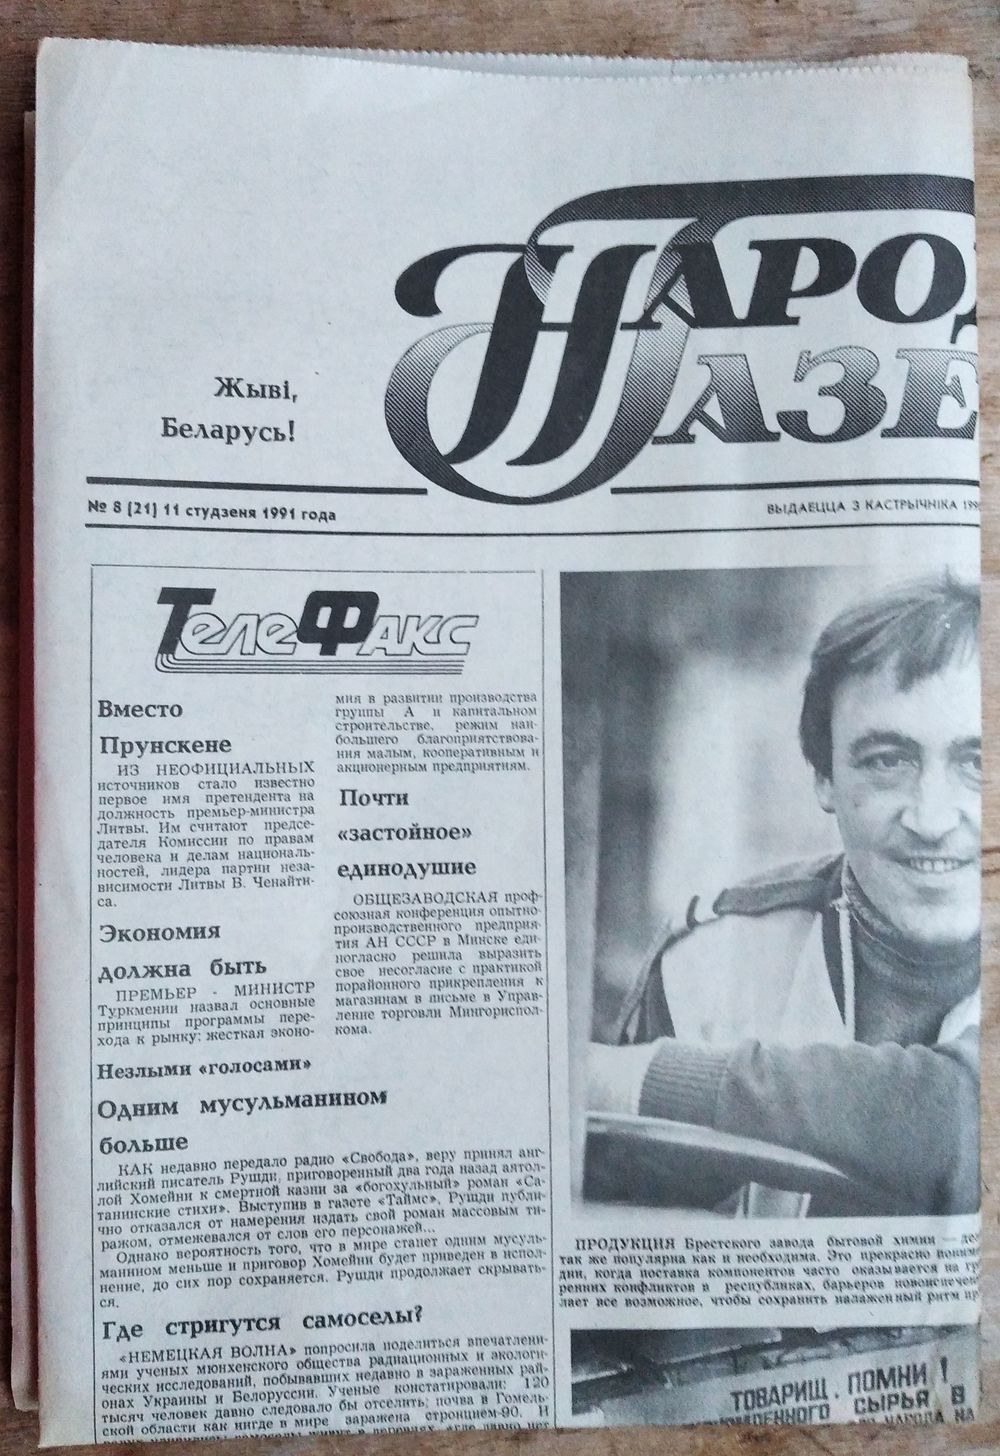 Жыві,
Беларусь!
НАРОД
ГАЗЕ
№ 8 (21) 11 студзеня 1991 года
ВЫДАЕЦЦА З КАСТРЫЧНІКА 199
ТелеФакс
Вместо
Прунскене
ИЗ НЕОФИЦИАЛЬНЫХ
источников стало известно
первое имя претендента на
должность премьер-министра
Литвы. Им считают предсе-
дателя Комиссии по правам
человека и делам националь-
ностей, лидера партии неза-
висимости Литвы В. Ченайти-
са.
Экономия
должна быть
ПРЕМЬЕР - МИНИСТР
Туркмении назвал основные
принципы программы пере-
хода к рынку: жесткая эконо-
мия в развитии производства
группы А и капитальном
строительстве, режим наи-
большего благоприятствова-
ния малым, кооперативным и
акционерным предприятиям.
Почти
«застойное»
единодушие
ОБЩЕЗАВОДСКАЯ проф-
союзная конференция опытно-
производственного предприя-
тия АН СССР в Минске еди-
ногласно решила выразить
свое несогласие с практикой
порайонного прикрепления к
магазинам в письме в Управ-
ление торговли Мингориспол-
кома.
Незлыми «голосами»
Одним мусульманином
больше
КАК недавно передало радио «Свобода», веру принял анг-
лийский писатель Рушди, приговоренный два года назад аятол-
лой Хомейни к смертной казни за «богохульный» роман «Са-
танинские стихи». Выступив в газете «Таймс», Рушди публи-
чно отказался от намерения издать свой роман массовым ти-
ражом, отмежевался от слов его персонажей...
Однако вероятность того, что в мире станет одним мусуль-
манином меньше и приговор Хомейни будет приведен в испол-
нение, до сих пор сохраняется. Рушди продолжает скрывать-
ся.
Где стригутся самоселы?
«НЕМЕЦКАЯ ВОЛНА» попросила поделиться впечатлени-
ями ученых мюнхенского общества радиационных и экологи-
ческих исследований, побывавших недавно в зараженных рай-
онах Украины и Белоруссии. Ученые констатировали: 120
тысяч человек давно следовало бы отселить; почва в Гомель-
ской области как нигде в мире заражена стронцием-90. И
самоселы живут в деревнях, где давно нет
ПРОДУКЦИЯ Брестского завода бытовой химии —
так же популярна как и необходима. Это прекрасно поним
дни, когда поставка компонентов часто оказывается на гр
ренних конфликтов в республиках, барьеров новоиспечен
лает все возможное, чтобы сохранить налаженный ритм пр
ТОВАРИЩ, ПОМНИ!
СЫРЬЯ В
НАРОДА НА